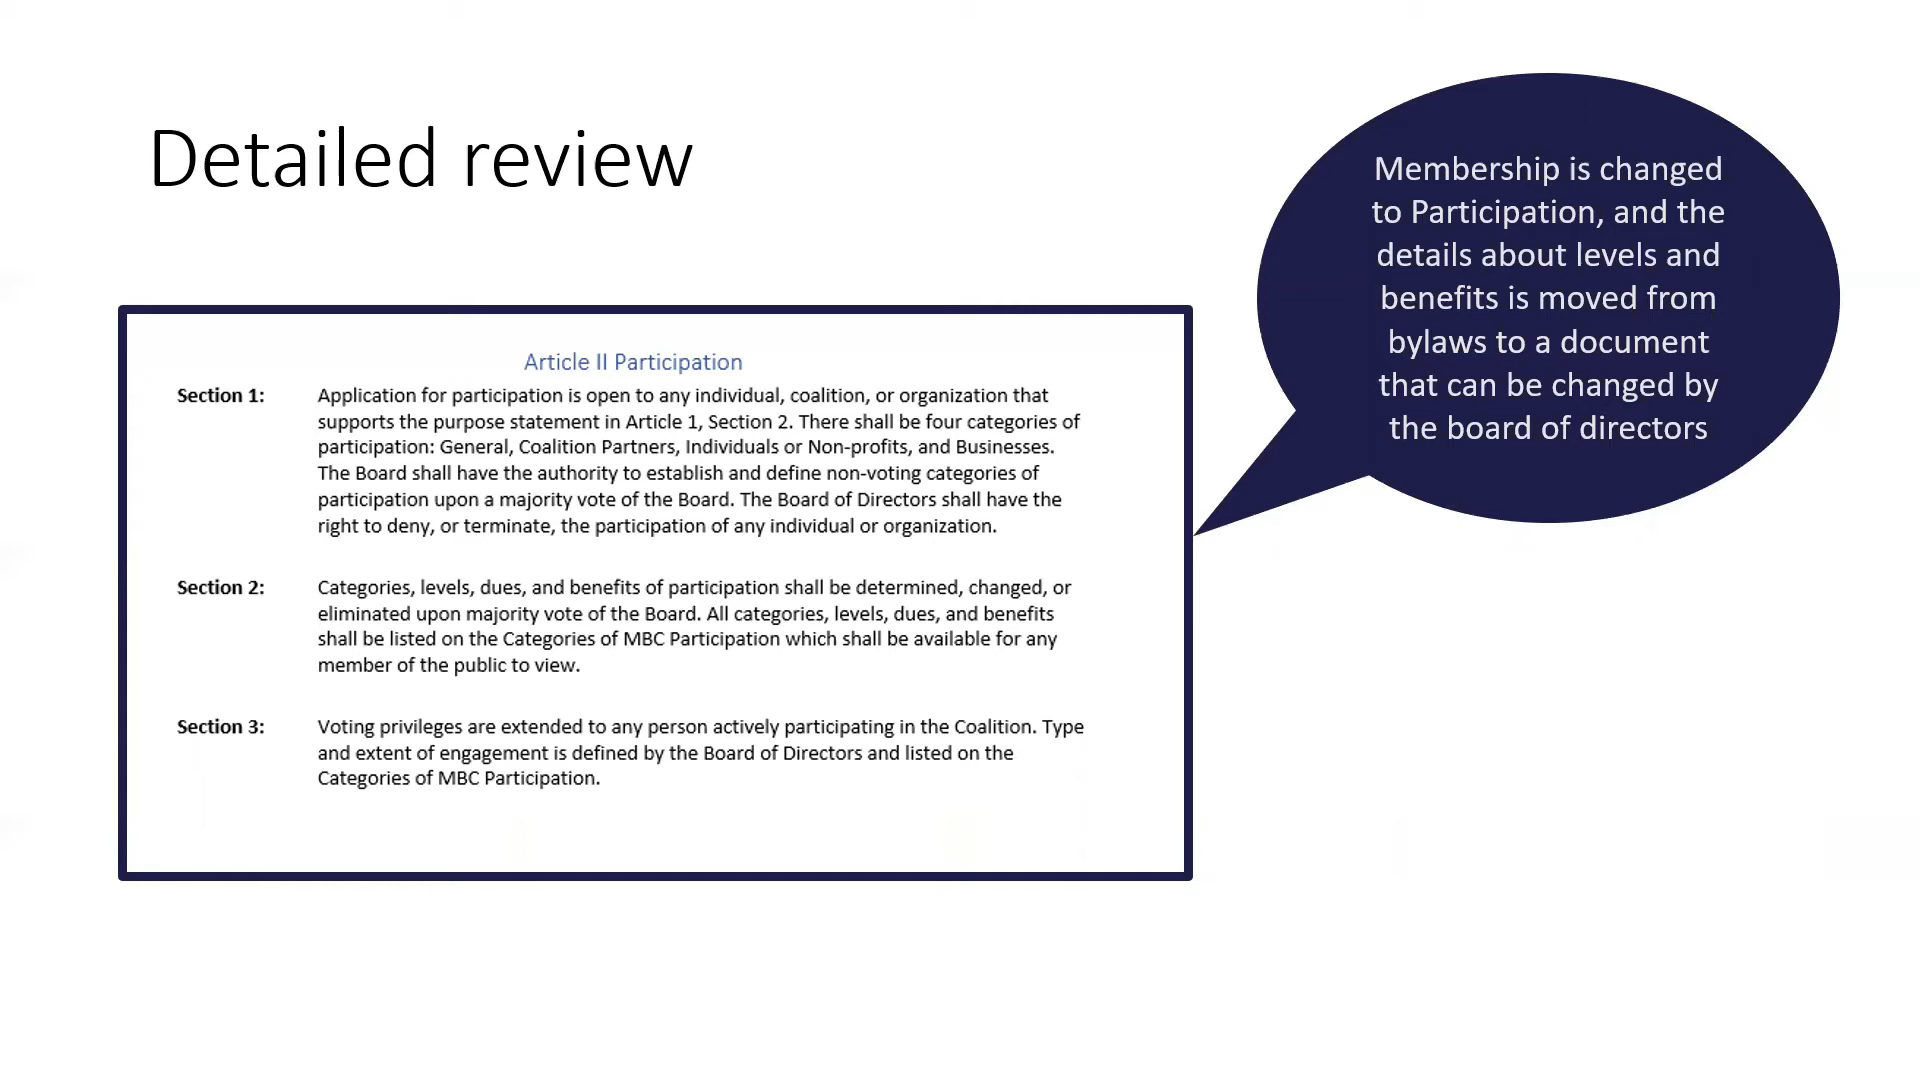 Detailed review
Membership is changed
to Participation, and the
details about levels and
benefits is moved from
bylaws to a document
that can be changed by
the board of directors
Article II Participation
Section 1: Application for participation is open to any individual, coalition, or organization that
supports the purpose statement in Article 1, Section 2. There shall be four categories of
participation: General, Coalition Partners, Individuals or Non-profits, and Businesses.
The Board shall have the authority to establish and define non-voting categories of
participation upon a majority vote of the Board. The Board of Directors shall have the
right to deny, or terminate, the participation of any individual or organization.
Section 2: Categories, levels, dues, and benefits of participation shall be determined, changed, or
eliminated upon majority vote of the Board. All categories, levels, dues, and benefits
shall be listed on the Categories of MBC Participation which shall be available for any
member of the public to view.
Section 3: Voting privileges are extended to any person actively participating in the Coalition. Type
and extent of engagement is defined by the Board of Directors and listed on the
Categories of MBC Participation.